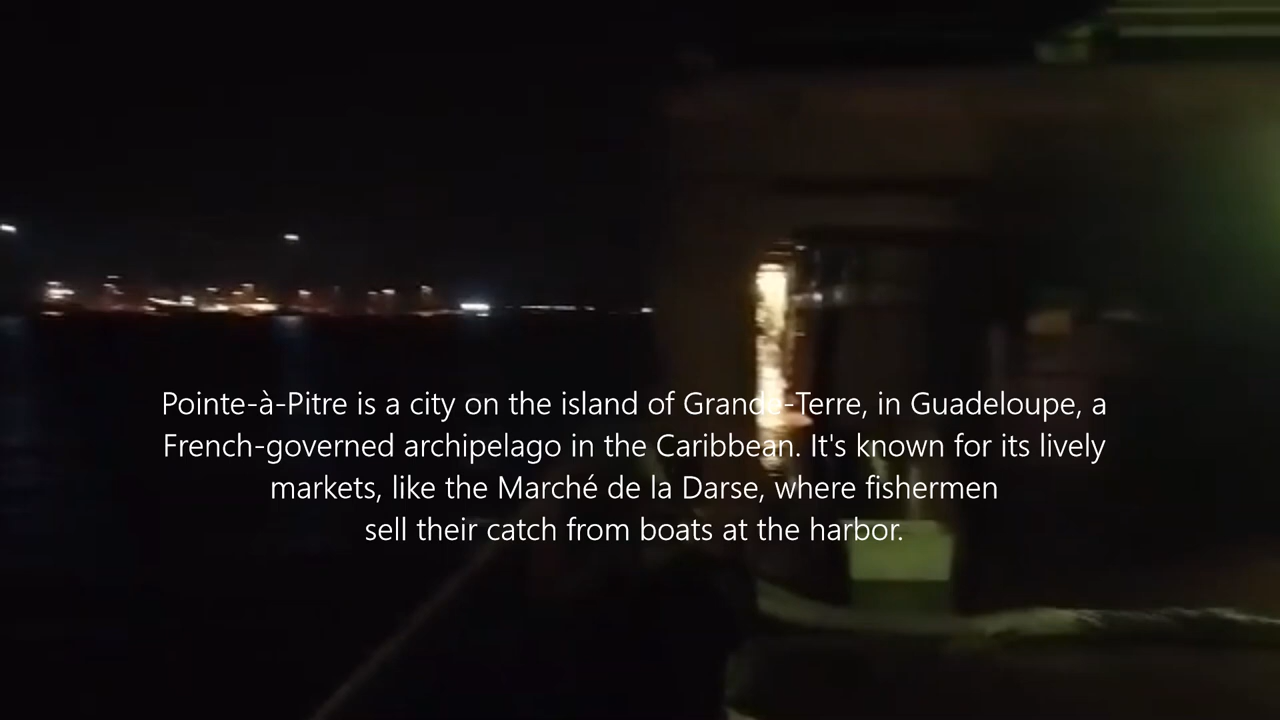 Pointe-à-Pitre is a city on the island of Grande-Terre, in Guadeloupe, a
French-governed archipelago in the Caribbean. It's known for its lively
markets, like the Marché de la Darse, where fishermen
sell their catch from boats at the harbor.